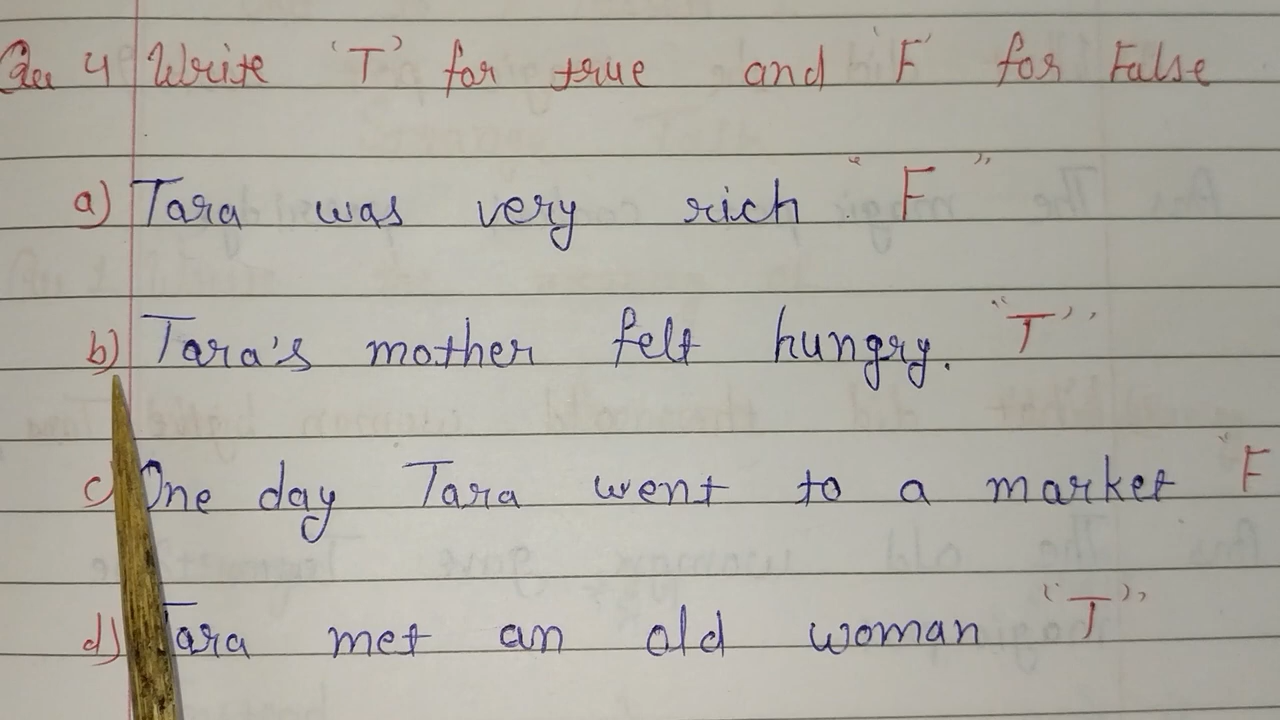 Que 4 Write 'T' for true and 'F' for False
a) Tara was very rich. "F"
b) Tara's mother felt hungry. "T"
c) One day Tara went to a market "F
d) Tara met an old woman "T"